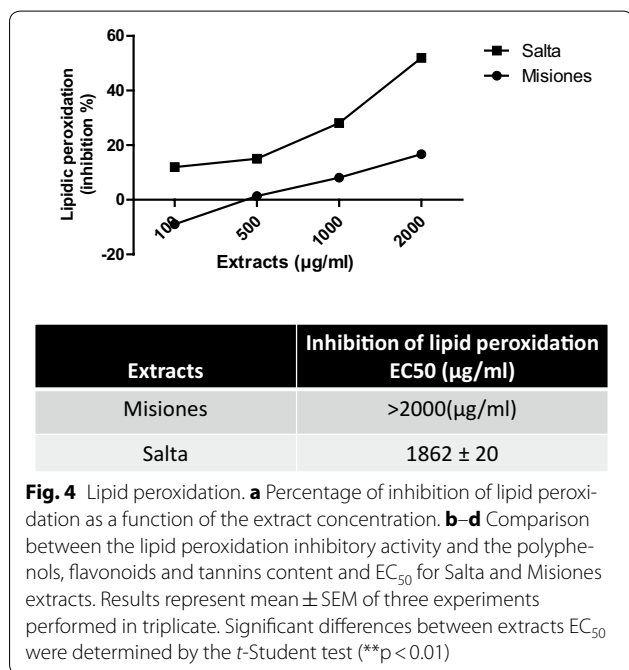 60
40
20
0
-20
Lipidic peroxidation
(inhibition %)
100
500
1000
2000
Extracts (µg/ml)
Salta
Misiones
Extracts
Inhibition of lipid peroxidation
EC50 (µg/ml)
Misiones
>2000(µg/ml)
Salta
1862 ± 20
Fig. 4 Lipid peroxidation. a Percentage of inhibition of lipid peroxi-
dation as a function of the extract concentration. b–d Comparison
between the lipid peroxidation inhibitory activity and the polyphe-
nols, flavonoids and tannins content and EC50 for Salta and Misiones
extracts. Results represent mean ± SEM of three experiments
performed in triplicate. Significant differences between extracts EC50
were determined by the t-Student test (**p < 0.01)